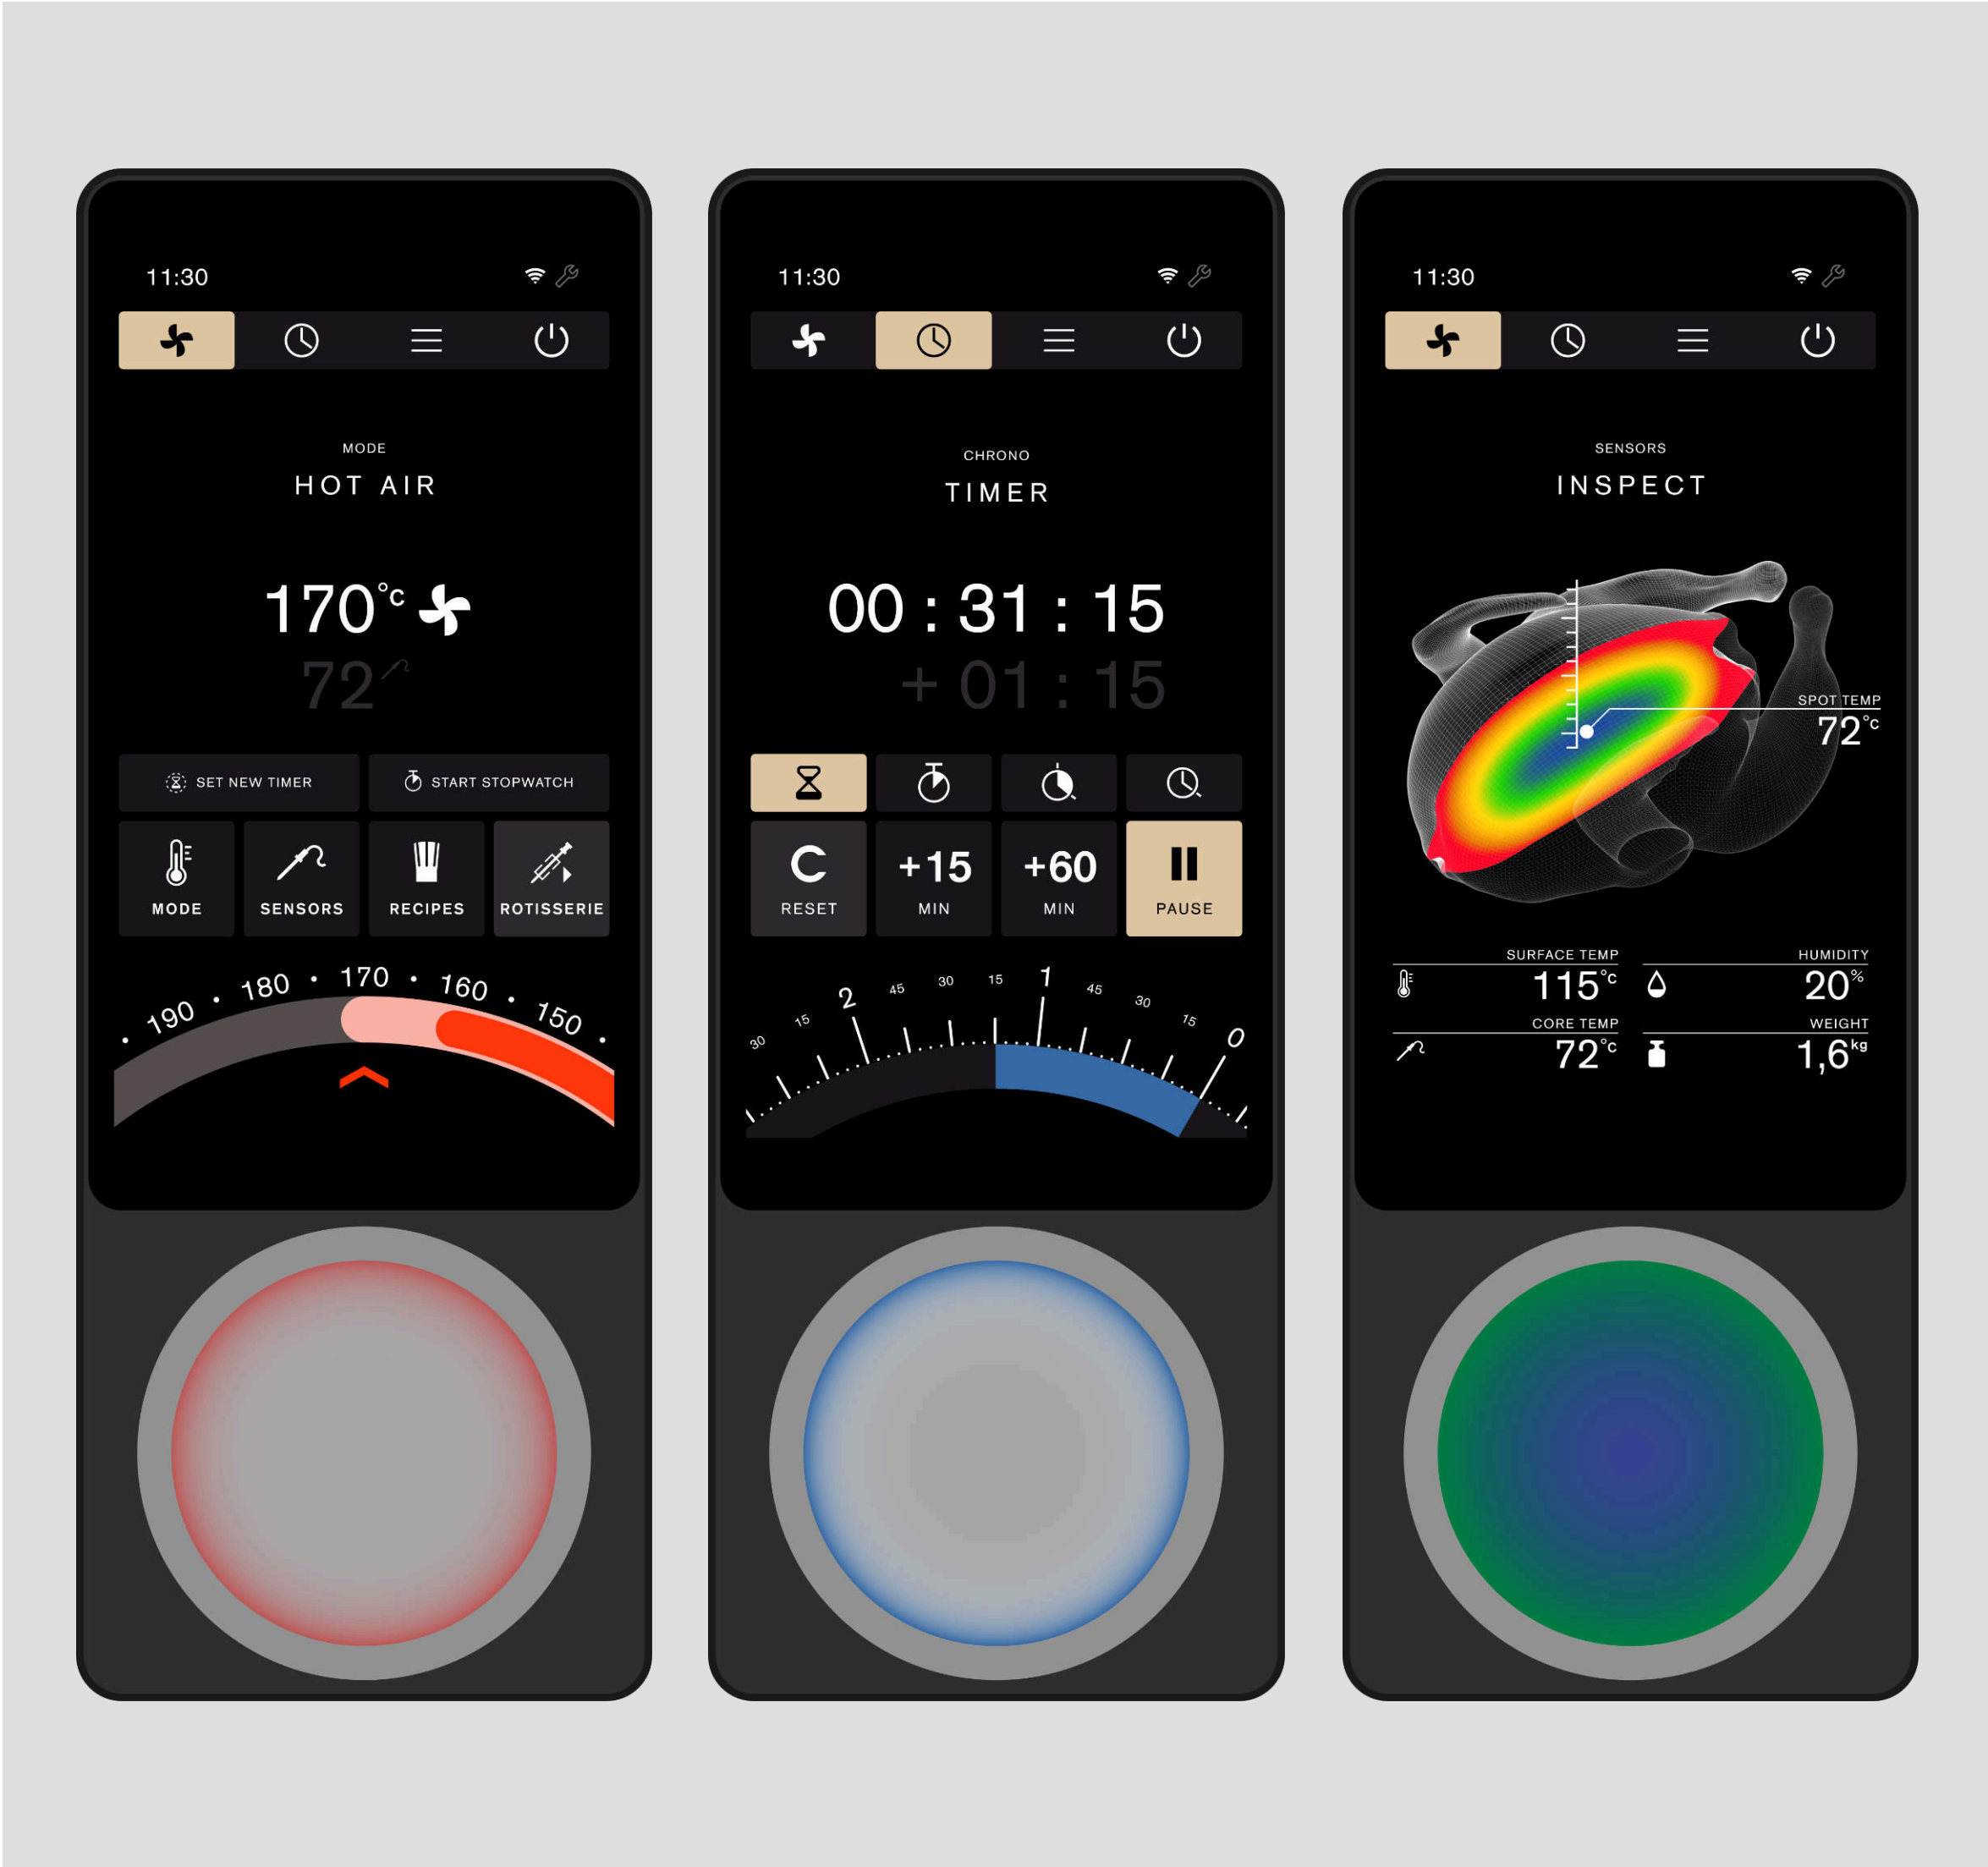 11:30
MODE
HOT AIR
170°C
72
SET NEW TIMER
START STOPWATCH
MODE
SENSORS
RECIPES
ROTISSERIE
190 · 180 · 170 · 160 · 150
11:30
CHRONO
TIMER
00 : 31 : 15
+ 01 : 15
RESET
+15
MIN
+60
MIN
PAUSE
30 15 2 45 30 15 1 45 30 15 0
11:30
SENSORS
INSPECT
SPOT TEMP
72°C
SURFACE TEMP
115°C
HUMIDITY
20%
CORE TEMP
72°C
WEIGHT
1,6kg